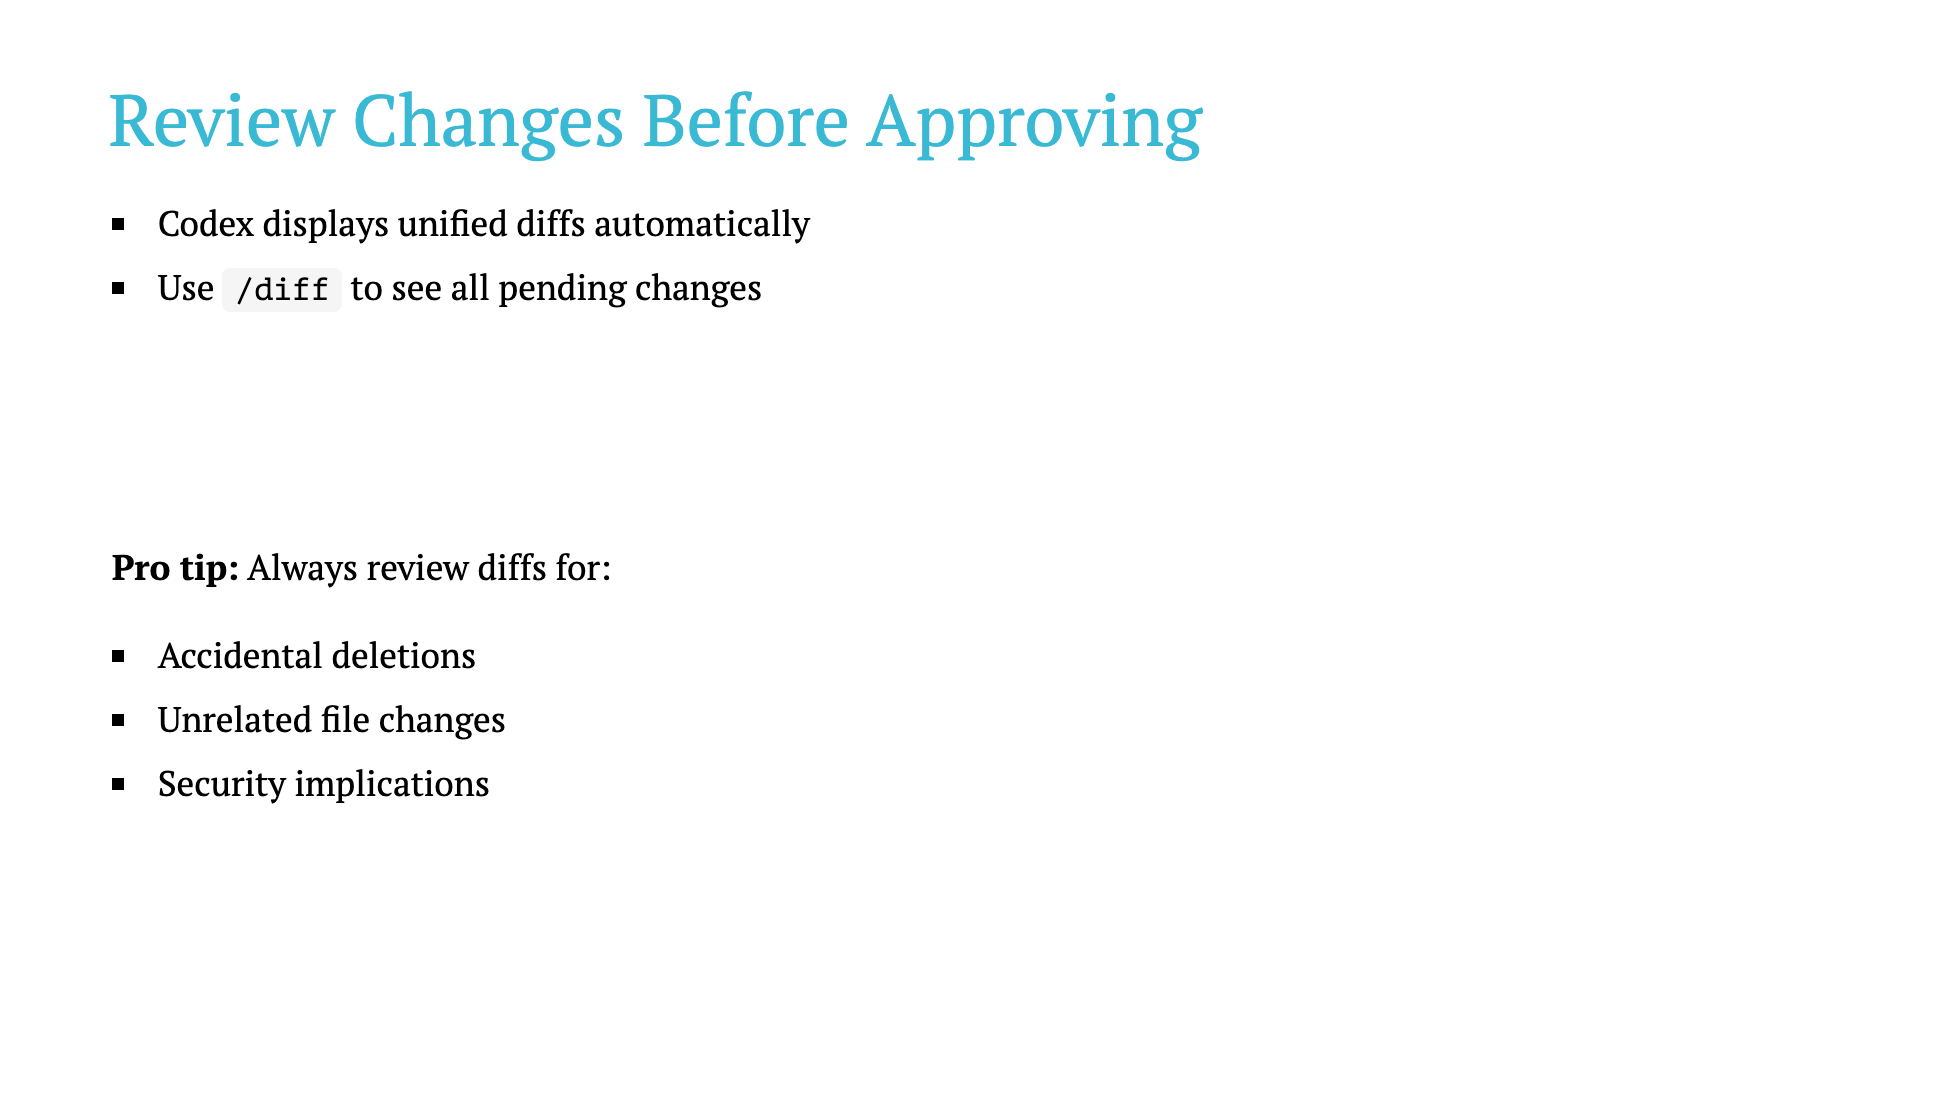 Review Changes Before Approving
▪ Codex displays unified diffs automatically
▪ Use /diff to see all pending changes
Pro tip: Always review diffs for:
▪ Accidental deletions
▪ Unrelated file changes
▪ Security implications